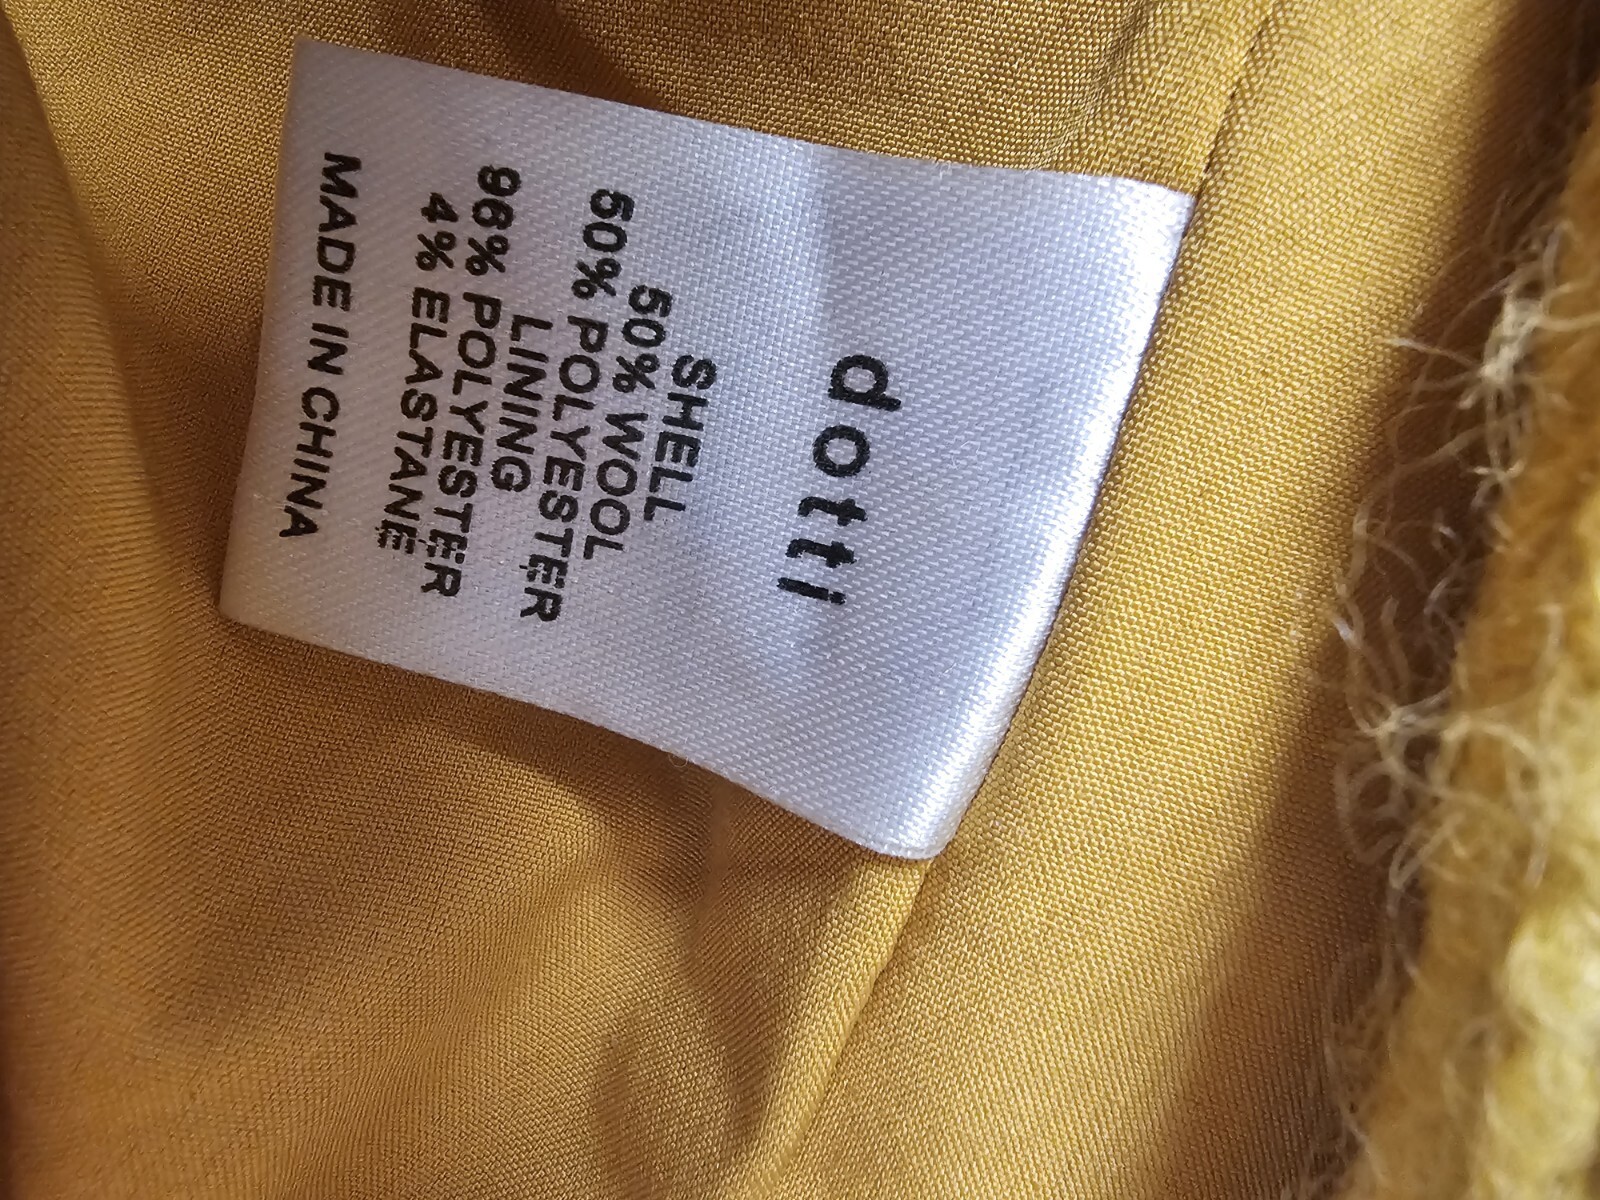 dotti
SHELL
50% WOOL
50% POLYESTER
LINING
96% POLYESTER
4% ELASTANE
MADE IN CHINA